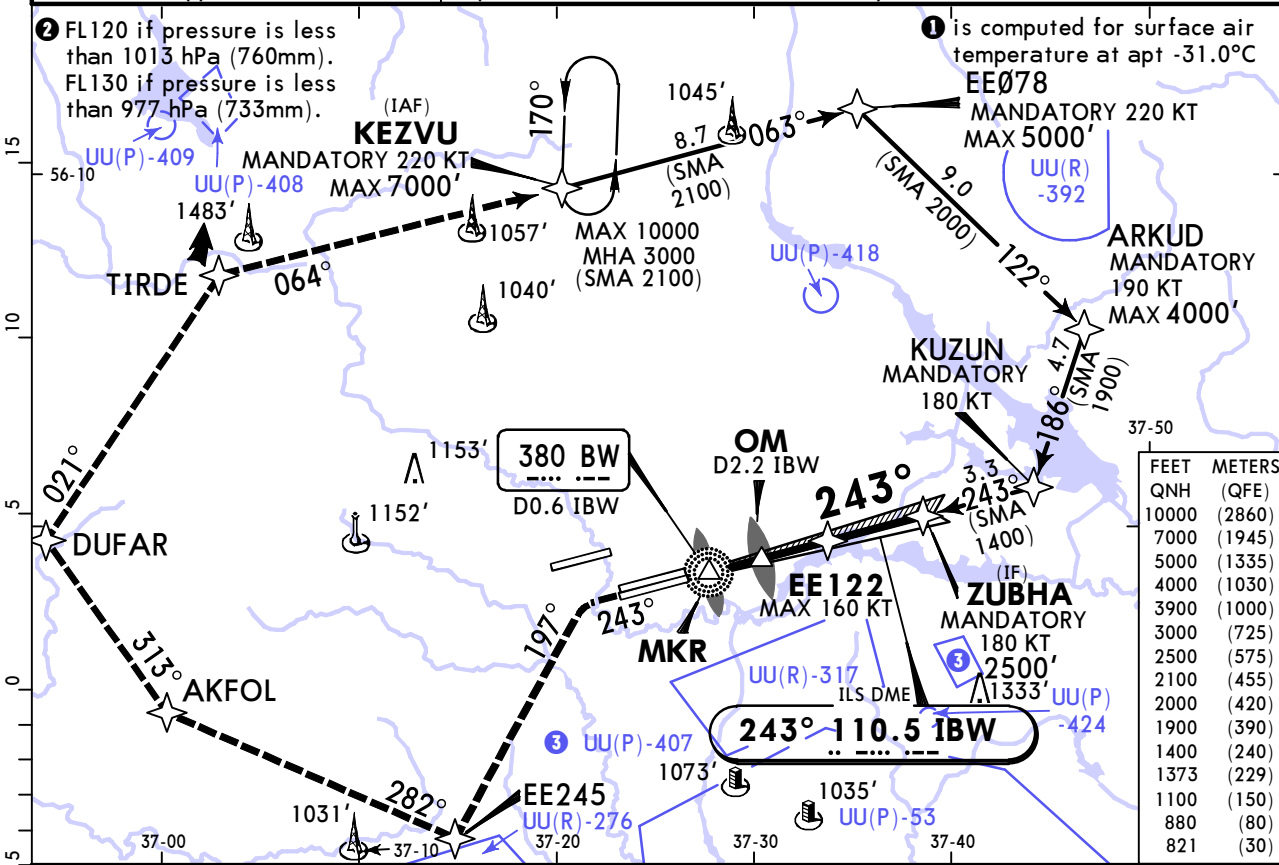 ❷ FL120 if pressure is less
than 1013 hPa (760mm).
FL130 if pressure is less
than 977 hPa (733mm).
❶ is computed for surface air
temperature at apt -31.0°C
EEØ78
MANDATORY 220 KT
MAX 5000'
UU(R)
-392
(IAF)
KEZVU
MANDATORY 220 KT
MAX 7000'
170°
1045'
8.7
063°
(SMA
2100)
UU(P)-409
UU(P)-408
15
56-10
1483'
1057'
MAX 10000
MHA 3000
(SMA 2100)
9.0
(SMA 2000)
122°
ARKUD
MANDATORY
190 KT
MAX 4000'
UU(P)-418
TIRDE
064°
1040'
10
KUZUN
MANDATORY
180 KT
4.7
(SMA
1900)
186°
37-50
1153'
380 BW
-... .--
D0.6 IBW
OM
D2.2 IBW
243°
3.3
243°
(SMA
1400)
021°
1152'
5
DUFAR
EE122
MAX 160 KT
(IF)
ZUBHA
MANDATORY
180 KT
2500'
197°
243°
MKR
313°
AKFOL
0
UU(R)-317
❸
1333'
ILS DME
243° 110.5 IBW
.. -... .--
UU(P)
-424
❸ UU(P)-407
1073'
1035'
UU(P)-53
282°
EE245
UU(R)-276
1031'
5
37-00
37-10
37-20
37-30
37-40
FEET METERS
QNH (QFE)
10000 (2860)
7000 (1945)
5000 (1335)
4000 (1030)
3900 (1000)
3000 (725)
2500 (575)
2100 (455)
2000 (420)
1900 (390)
1400 (240)
1373 (229)
1100 (150)
880 (80)
821 (30)